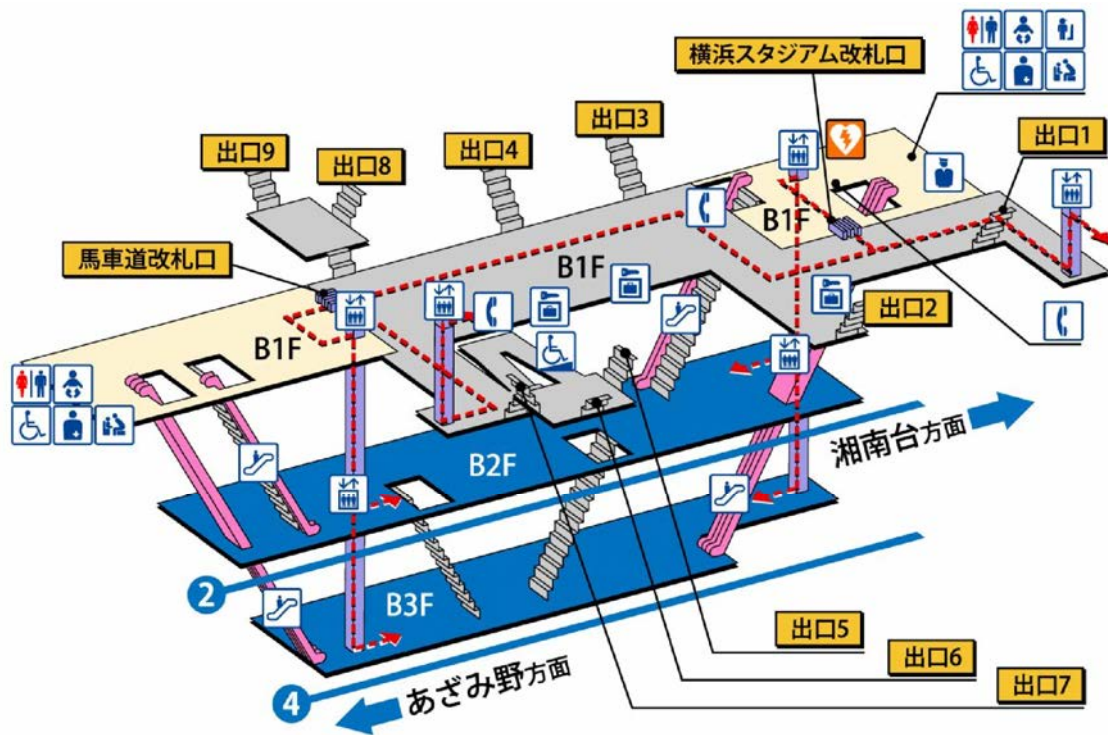 横浜スタジアム改札口
出口3
出口4
出口9
出口8
出口1
馬車道改札口
B1F
B1F
B1F
出口2
B2F
湘南台方面
2
B3F
出口5
出口6
出口7
あざみ野方面
4